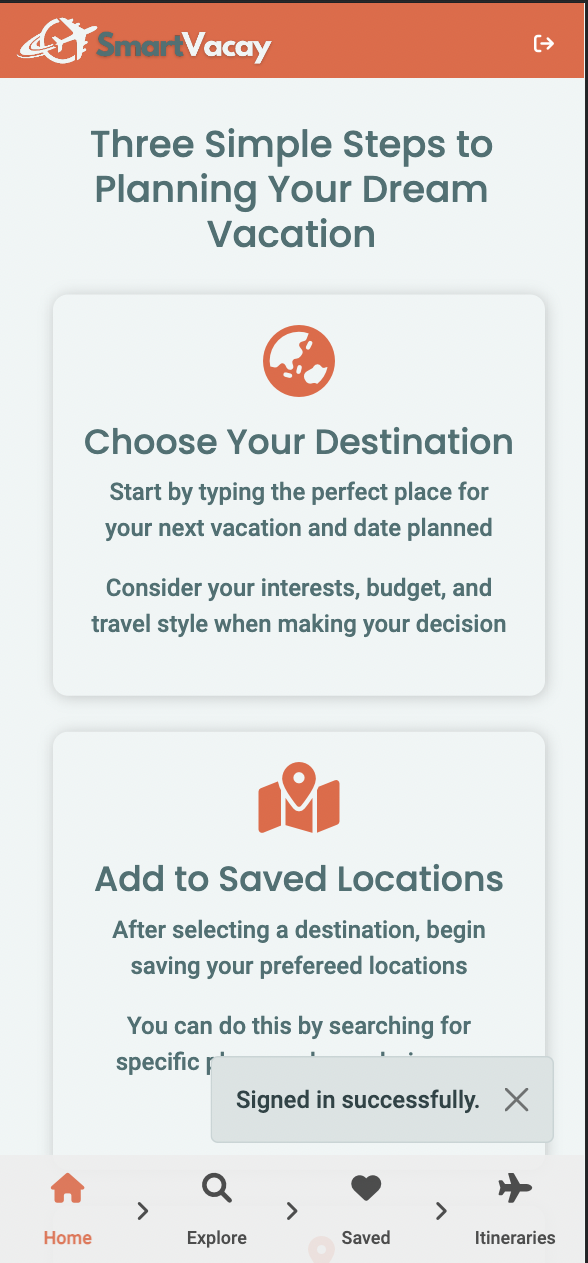 SmartVacay
Three Simple Steps to
Planning Your Dream
Vacation
Choose Your Destination
Start by typing the perfect place for
your next vacation and date planned
Consider your interests, budget, and
travel style when making your decision
Add to Saved Locations
After selecting a destination, begin
saving your prefereed locations
You can do this by searching for
specific
Signed in successfully.
Home
Explore
Saved
Itineraries